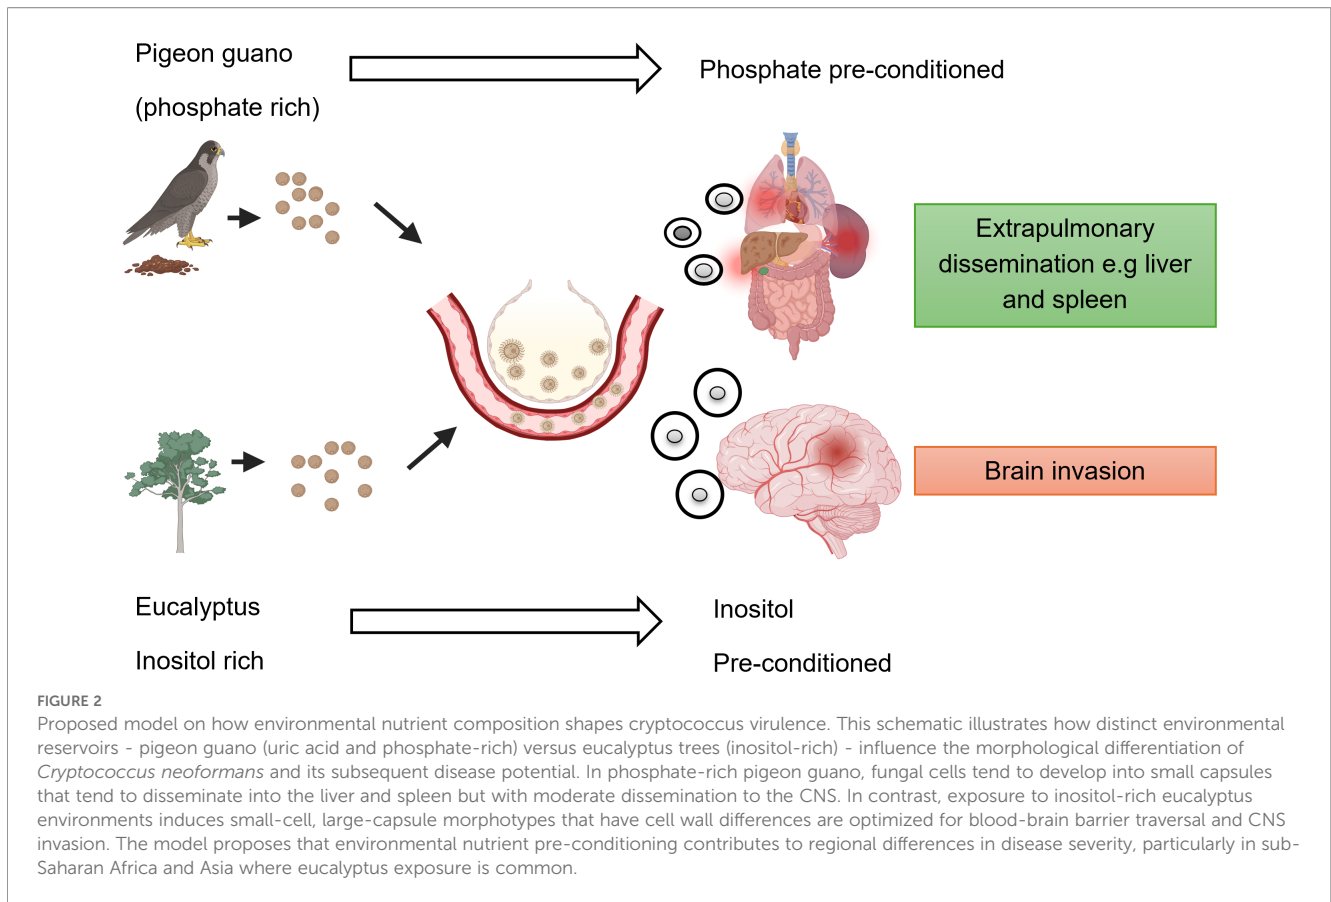 Pigeon guano
(phosphate rich)
Phosphate pre-conditioned
Extrapulmonary
dissemination e.g liver
and spleen
Brain invasion
Eucalyptus
Inositol rich
Inositol
Pre-conditioned
FIGURE 2
Proposed model on how environmental nutrient composition shapes cryptococcus virulence. This schematic illustrates how distinct environmental
reservoirs - pigeon guano (uric acid and phosphate-rich) versus eucalyptus trees (inositol-rich) - influence the morphological differentiation of
Cryptococcus neoformans and its subsequent disease potential. In phosphate-rich pigeon guano, fungal cells tend to develop into small capsules
that tend to disseminate into the liver and spleen but with moderate dissemination to the CNS. In contrast, exposure to inositol-rich eucalyptus
environments induces small-cell, large-capsule morphotypes that have cell wall differences are optimized for blood-brain barrier traversal and CNS
invasion. The model proposes that environmental nutrient pre-conditioning contributes to regional differences in disease severity, particularly in sub-
Saharan Africa and Asia where eucalyptus exposure is common.